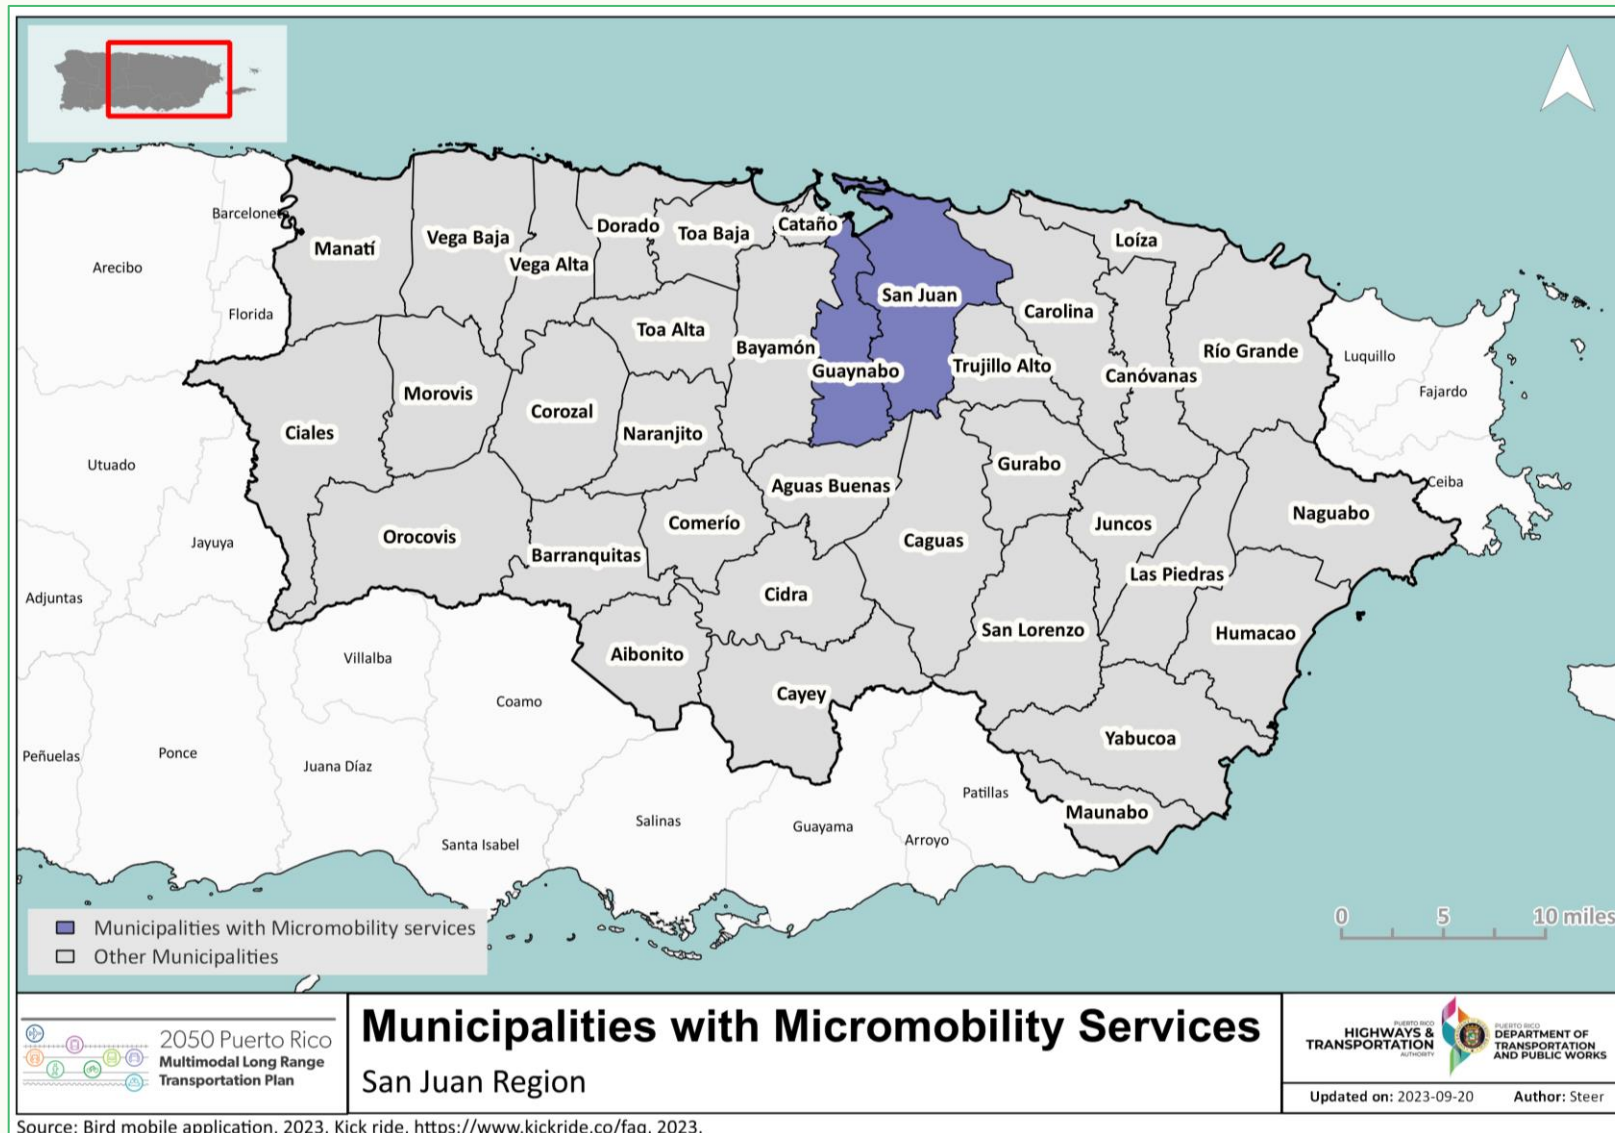 Barceloneta
Arecibo
Florida
Manatí
Vega Baja
Vega Alta
Dorado
Toa Baja
Cataño
Loíza
San Juan
Carolina
Toa Alta
Bayamón
Guaynabo
Trujillo Alto
Canóvanas
Río Grande
Luquillo
Fajardo
Ciales
Morovis
Corozal
Naranjito
Utuado
Aguas Buenas
Gurabo
Ceiba
Naguabo
Jayuya
Orocovis
Barranquitas
Comerío
Caguas
Juncos
Las Piedras
Adjuntas
Cidra
San Lorenzo
Humacao
Villalba
Aibonito
Cayey
Coamo
Yabucoa
Peñuelas
Ponce
Juana Díaz
Patillas
Maunabo
Salinas
Guayama
Arroyo
Santa Isabel
Municipalities with Micromobility services
Other Municipalities
0 5 10 miles
2050 Puerto Rico
Multimodal Long Range
Transportation Plan
Municipalities with Micromobility Services
San Juan Region
PUERTO RICO
HIGHWAYS &
TRANSPORTATION
AUTHORITY
PUERTO RICO
DEPARTMENT OF
TRANSPORTATION
AND PUBLIC WORKS
Updated on: 2023-09-20 Author: Steer
Source: Bird mobile application, 2023. Kick ride, https://www.kickride.co/faq, 2023.